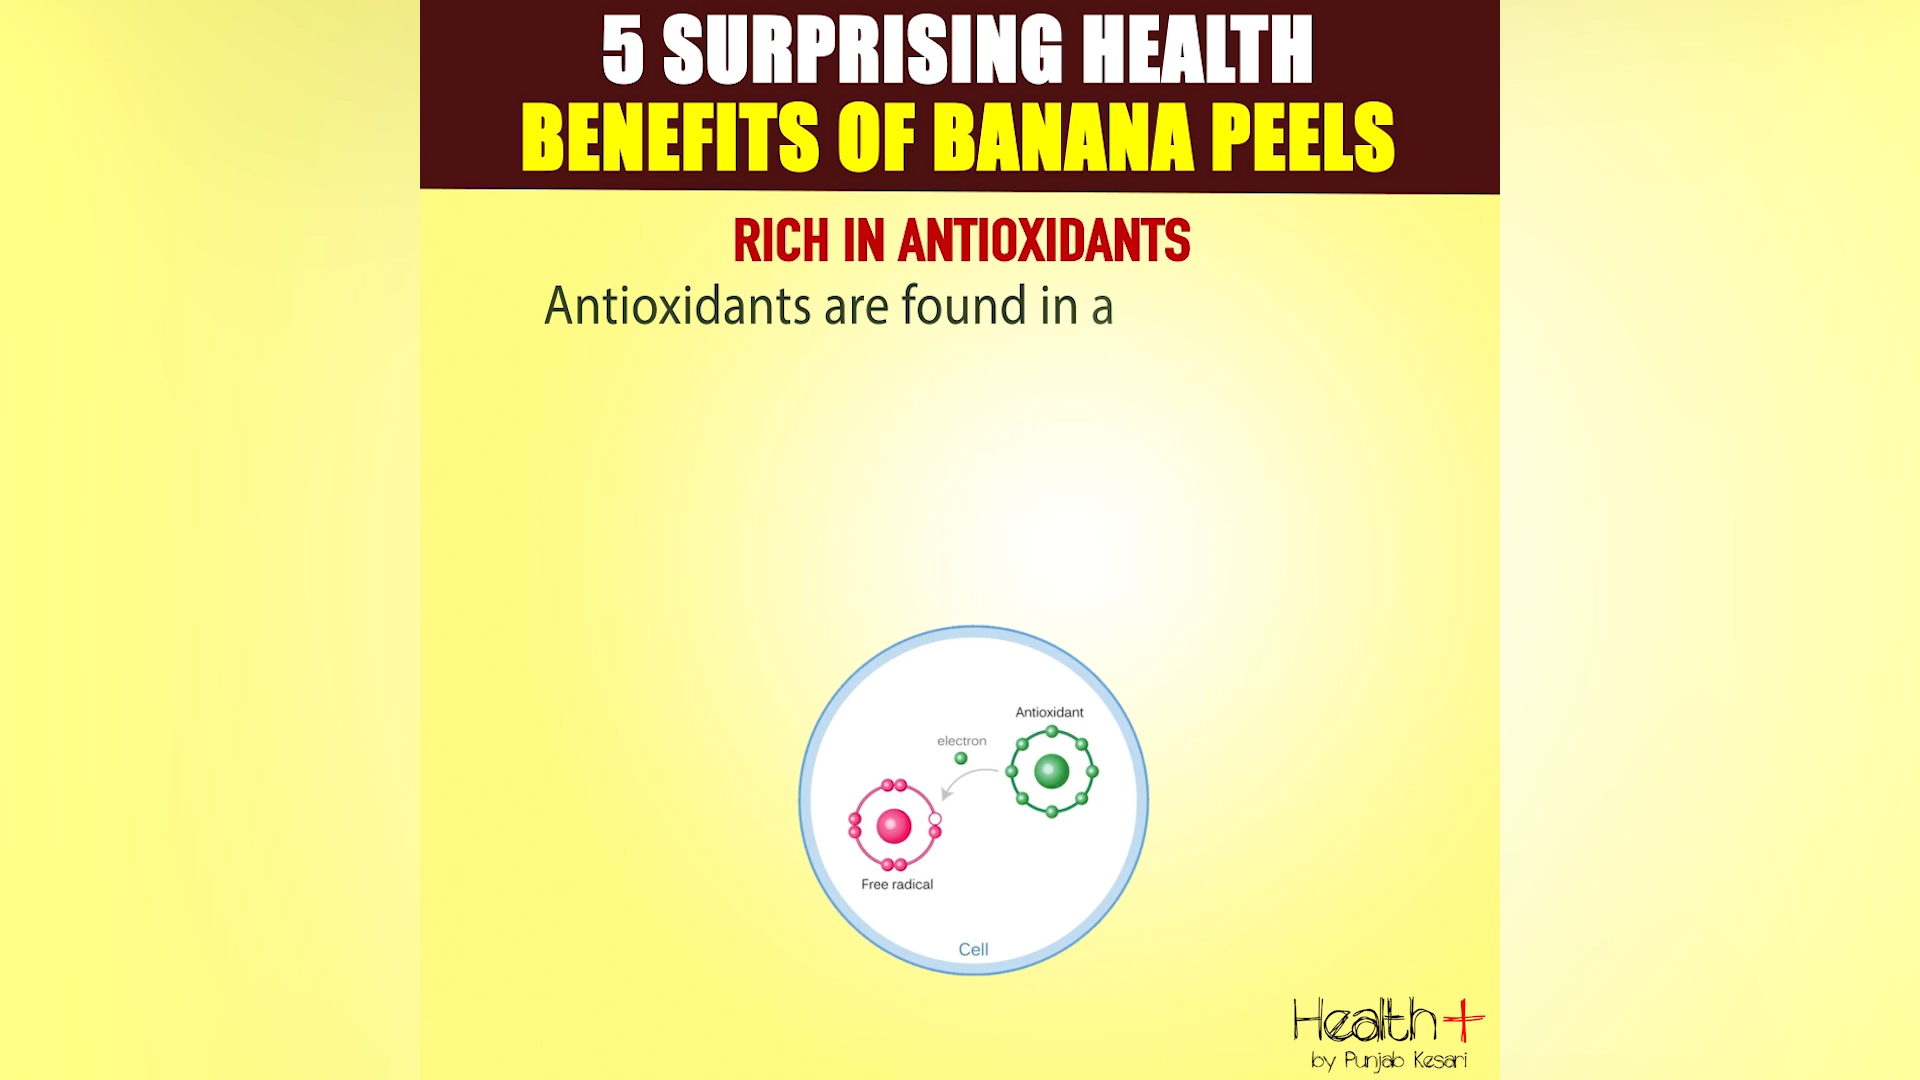 5 SURPRISING HEALTH
BENEFITS OF BANANA PEELS
RICH IN ANTIOXIDANTS
Antioxidants are found in a
Antioxidant
electron
Free radical
Cell
Health+
by Punjab Kesari